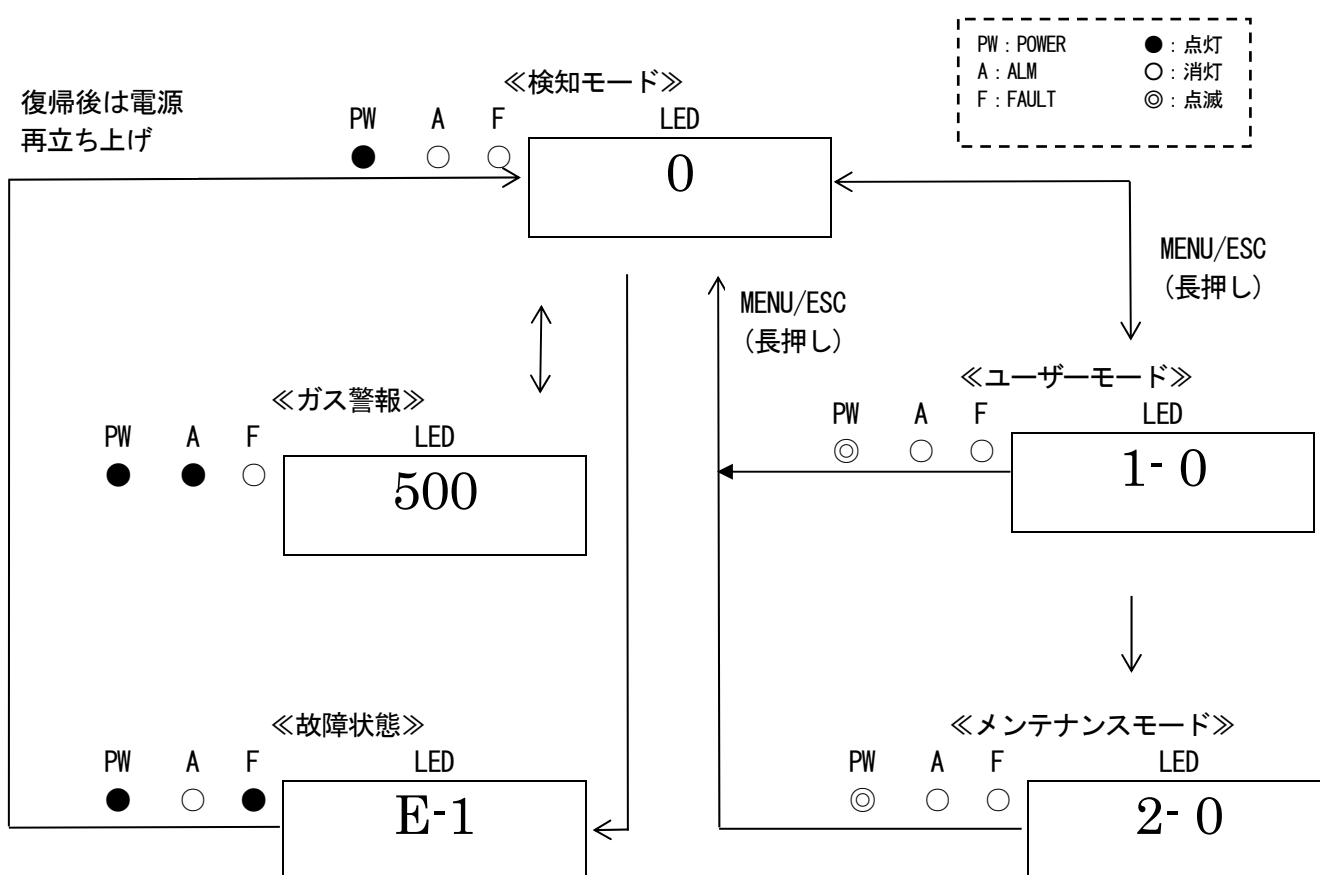 PW：POWER ●：点灯
A：ALM ○：消灯
F：FAULT ◎：点滅
復帰後は電源
再立ち上げ
≪検知モード≫
PW A F LED
● ○ ○ 0
MENU/ESC
（長押し）
MENU/ESC
（長押し）
≪ガス警報≫
PW A F LED
● ● ○ 500
≪ユーザーモード≫
PW A F LED
◎ ○ ○ 1- 0
≪故障状態≫
PW A F LED
● ○ ● E-1
≪メンテナンスモード≫
PW A F LED
◎ ○ ○ 2- 0